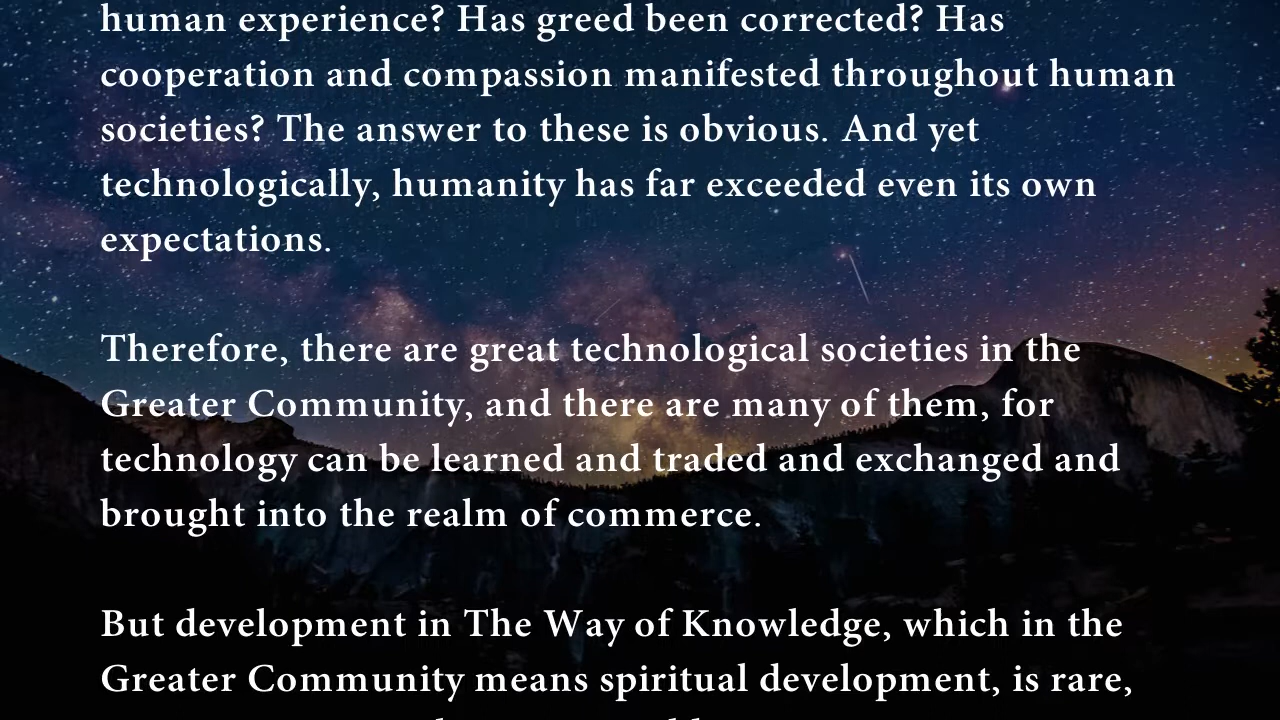 human experience? Has greed been corrected? Has
cooperation and compassion manifested throughout human
societies? The answer to these is obvious. And yet
technologically, humanity has far exceeded even its own
expectations.
Therefore, there are great technological societies in the
Greater Community, and there are many of them, for
technology can be learned and traded and exchanged and
brought into the realm of commerce.
But development in The Way of Knowledge, which in the
Greater Community means spiritual development, is rare,